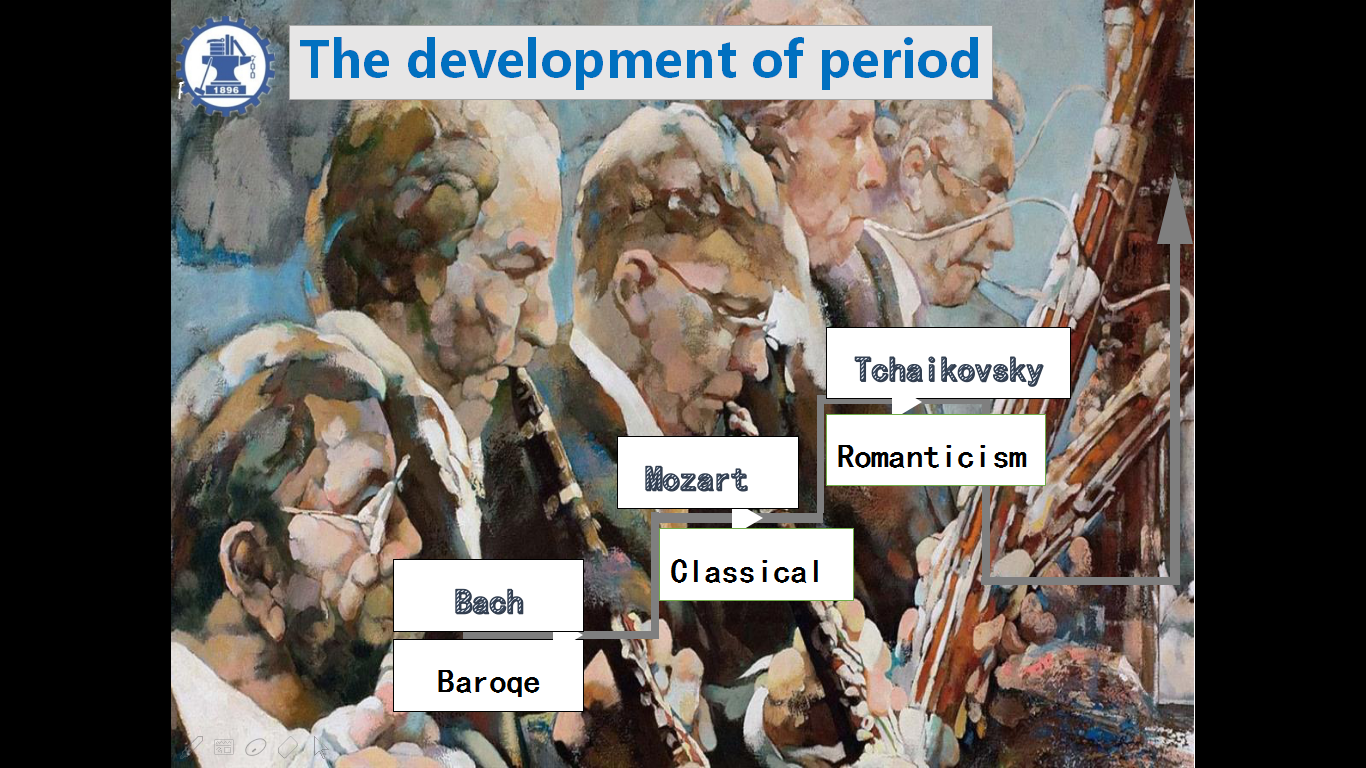 1896
The development of period
Tchaikovsky
Romanticism
Mozart
Classical
Bach
Baroqe